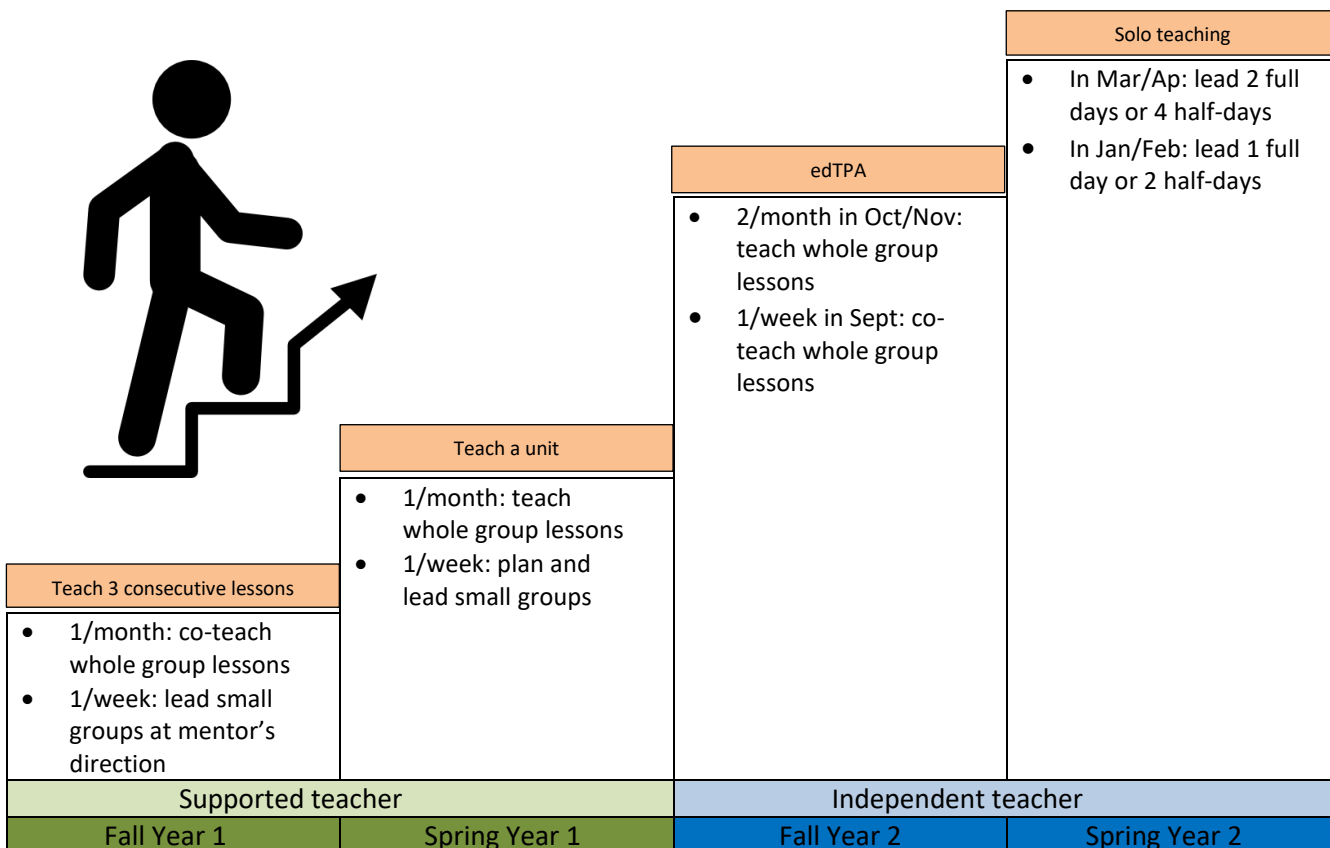 Solo teaching
• In Mar/Ap: lead 2 full
days or 4 half-days
• In Jan/Feb: lead 1 full
day or 2 half-days
edTPA
• 2/month in Oct/Nov:
teach whole group
lessons
• 1/week in Sept: co-
teach whole group
lessons
Teach a unit
• 1/month: teach
whole group lessons
• 1/week: plan and
lead small groups
Teach 3 consecutive lessons
• 1/month: co-teach
whole group lessons
• 1/week: lead small
groups at mentor’s
direction
Supported teacher
Independent teacher
Fall Year 1
Spring Year 1
Fall Year 2
Spring Year 2